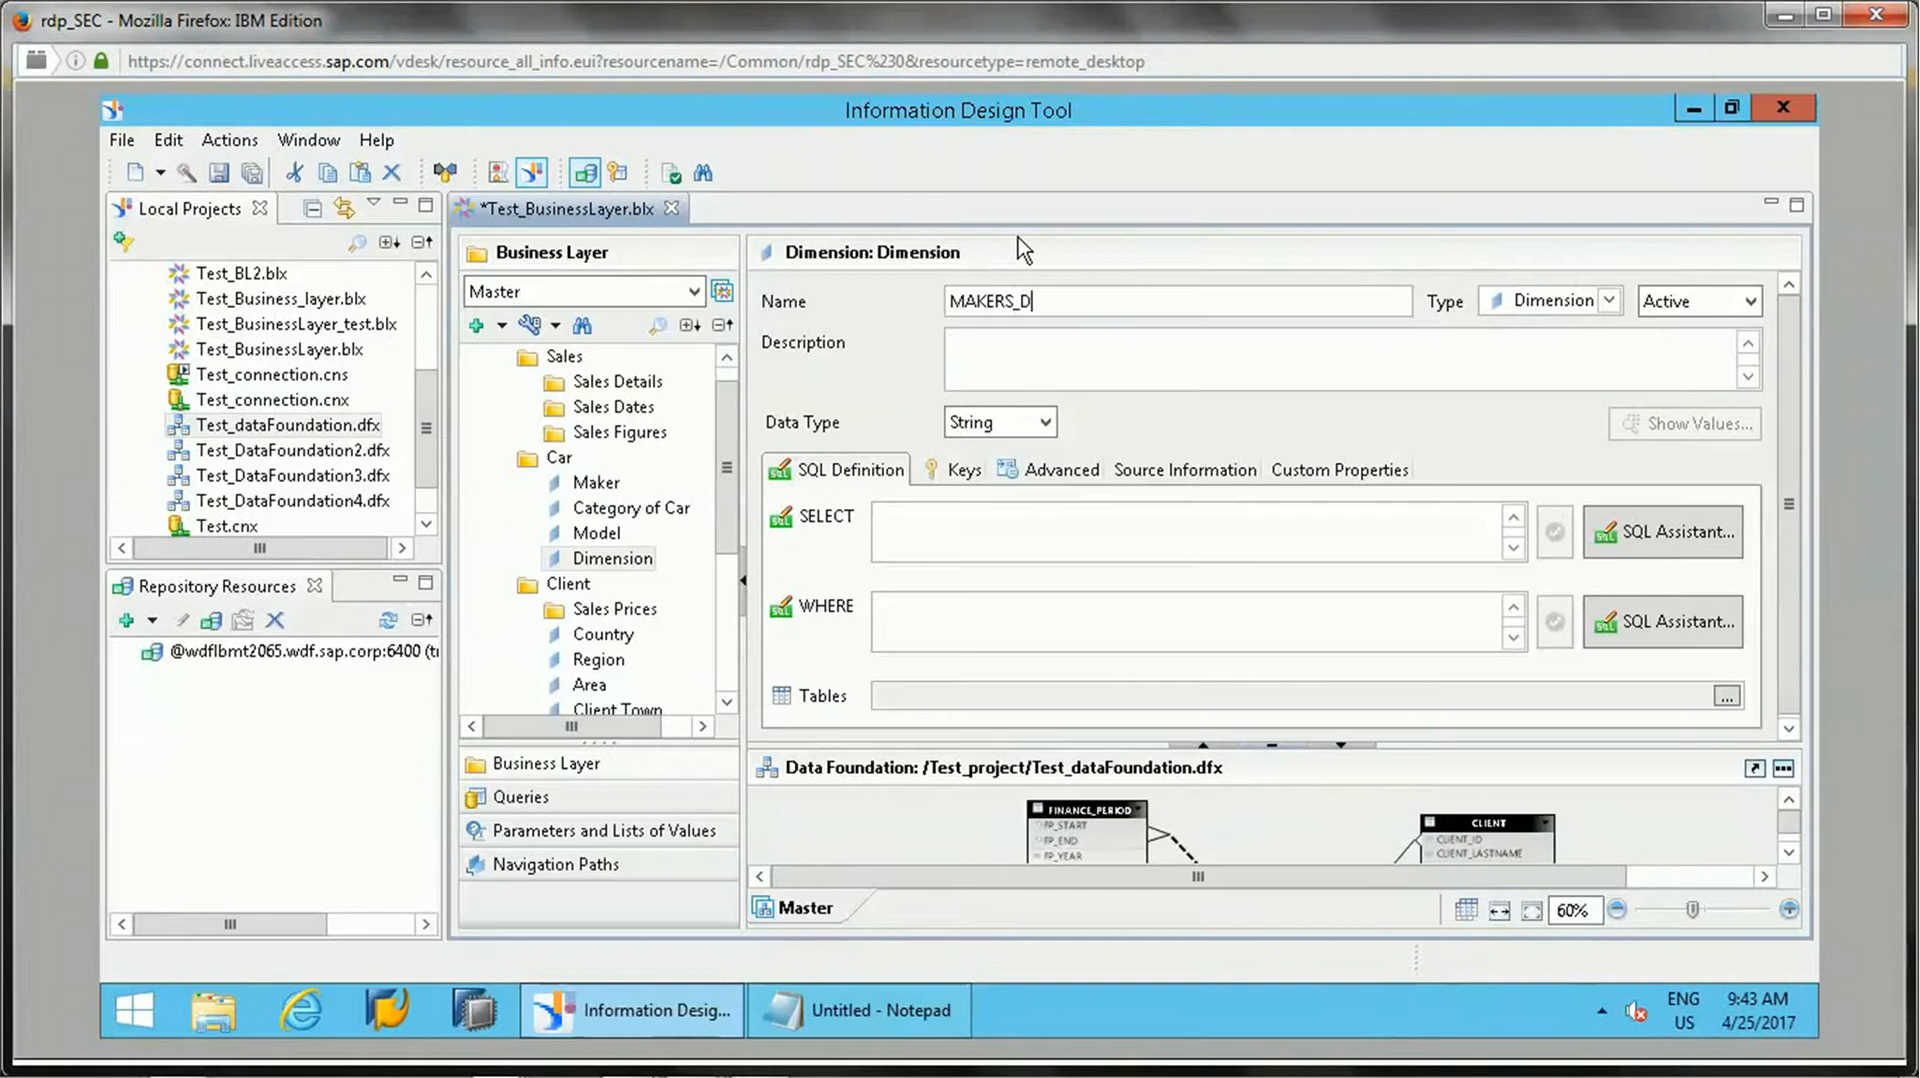 rdp_SEC - Mozilla Firefox: IBM Edition
https://connect.liveaccess.sap.com/vdesk/resource_all_info.eui?resourcename=/Common/rdp_SEC%230&resourcetype=remote_desktop
Information Design Tool
File Edit Actions Window Help
Local Projects
*Test_BusinessLayer.blx
Test_BL2.blx
Test_Business_layer.blx
Test_BusinessLayer_test.blx
Test_BusinessLayer.blx
Test_connection.cns
Test_connection.cnx
Test_dataFoundation.dfx
Test_DataFoundation2.dfx
Test_DataFoundation3.dfx
Test_DataFoundation4.dfx
Test.cnx
Repository Resources
@wdflbmt2065.wdf.sap.corp:6400 (t
Business Layer
Master
Sales
Sales Details
Sales Dates
Sales Figures
Car
Maker
Category of Car
Model
Dimension
Client
Sales Prices
Country
Region
Area
Client Town
Business Layer
Queries
Parameters and Lists of Values
Navigation Paths
Dimension: Dimension
Name MAKERS_D Type Dimension Active
Description
Data Type String Show Values...
SQL Definition Keys Advanced Source Information Custom Properties
SELECT SQL Assistant...
WHERE SQL Assistant...
Tables ...
Data Foundation: /Test_project/Test_dataFoundation.dfx
FINANCE_PERIOD
FP_START
FP_END
FP_YEAR
CLIENT
CLIENT_ID
CLIENT_LASTNAME
Master
60%
Information Desig...
Untitled - Notepad
ENG
US
9:43 AM
4/25/2017